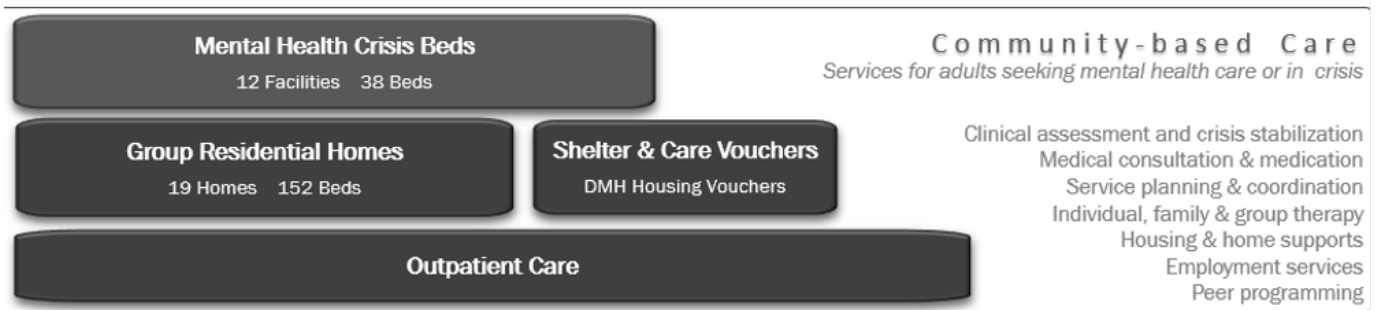 Mental Health Crisis Beds
12 Facilities 38 Beds
Group Residential Homes
19 Homes 152 Beds
Shelter & Care Vouchers
DMH Housing Vouchers
Outpatient Care
Community-based Care
Services for adults seeking mental health care or in crisis
Clinical assessment and crisis stabilization
Medical consultation & medication
Service planning & coordination
Individual, family & group therapy
Housing & home supports
Employment services
Peer programming